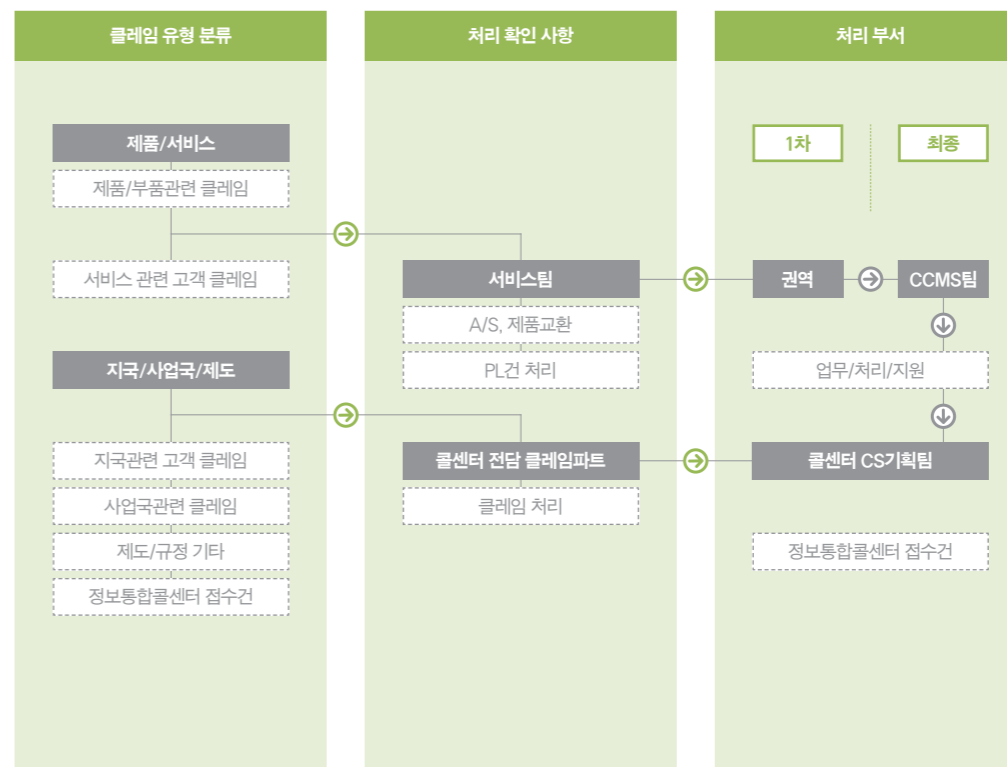 클레임 유형 분류
제품/서비스
제품/부품관련 클레임
서비스 관련 고객 클레임
지국/사업국/제도
지국관련 고객 클레임
사업국관련 클레임
제도/규정 기타
정보통합콜센터 접수건
처리 확인 사항
서비스팀
A/S, 제품교환
PL건 처리
콜센터 전담 클레임파트
클레임 처리
처리 부서
1차
최종
권역
CCMS팀
업무/처리/지원
콜센터 CS기획팀
정보통합콜센터 접수건